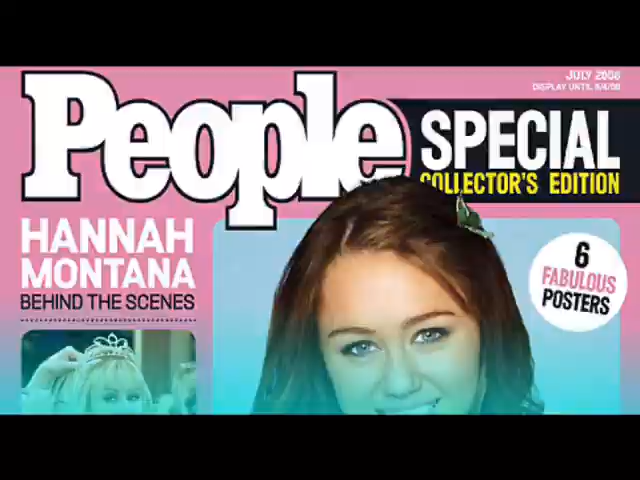 JULY 2008
DISPLAY UNTIL 8/4/08
People
SPECIAL
COLLECTOR'S EDITION
HANNAH
MONTANA
BEHIND THE SCENES
6
FABULOUS
POSTERS